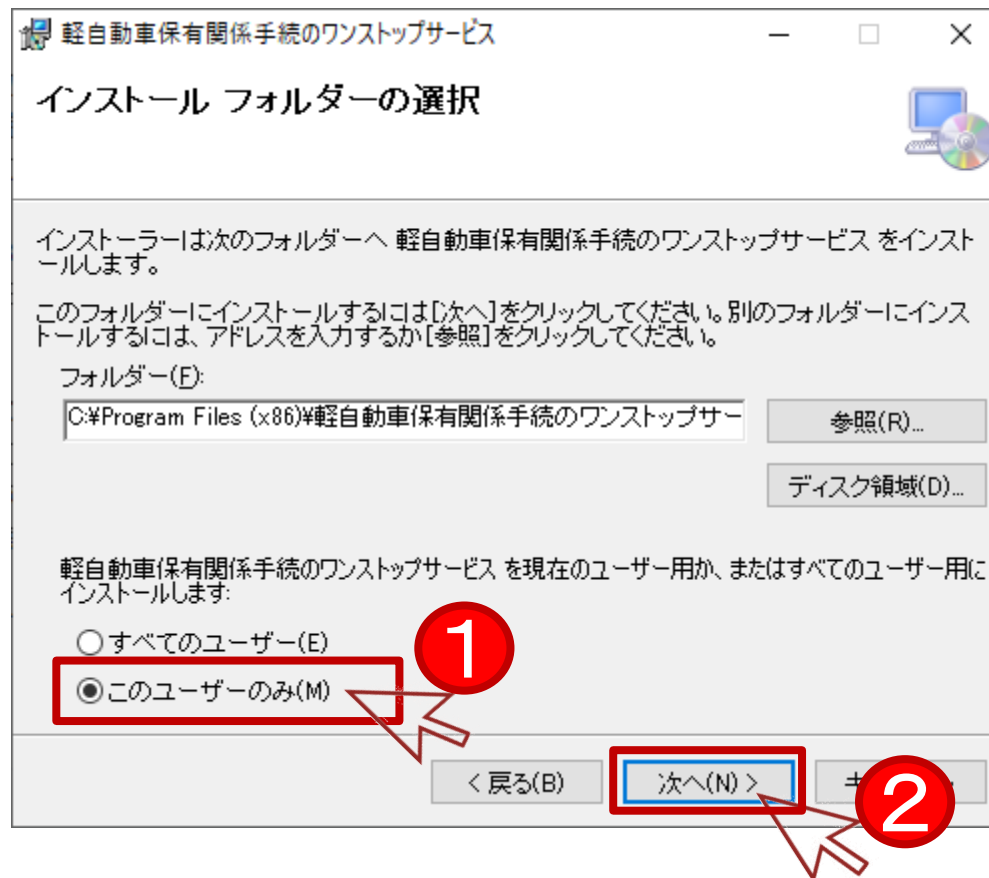 軽自動車保有関係手続のワンストップサービス
インストール フォルダーの選択
インストーラーは次のフォルダーへ 軽自動車保有関係手続のワンストップサービス をインスト
ールします。
このフォルダーにインストールするには[次へ]をクリックしてください。別のフォルダーにインス
トールするには、アドレスを入力するか[参照]をクリックしてください。
フォルダー(F):
C:¥Program Files (x86)¥軽自動車保有関係手続のワンストップサー
参照(R)...
ディスク領域(D)...
軽自動車保有関係手続のワンストップサービス を現在のユーザー用か、またはすべてのユーザー用に
インストールします:
すべてのユーザー(E)
1
このユーザーのみ(M)
< 戻る(B)
次へ(N) >
2